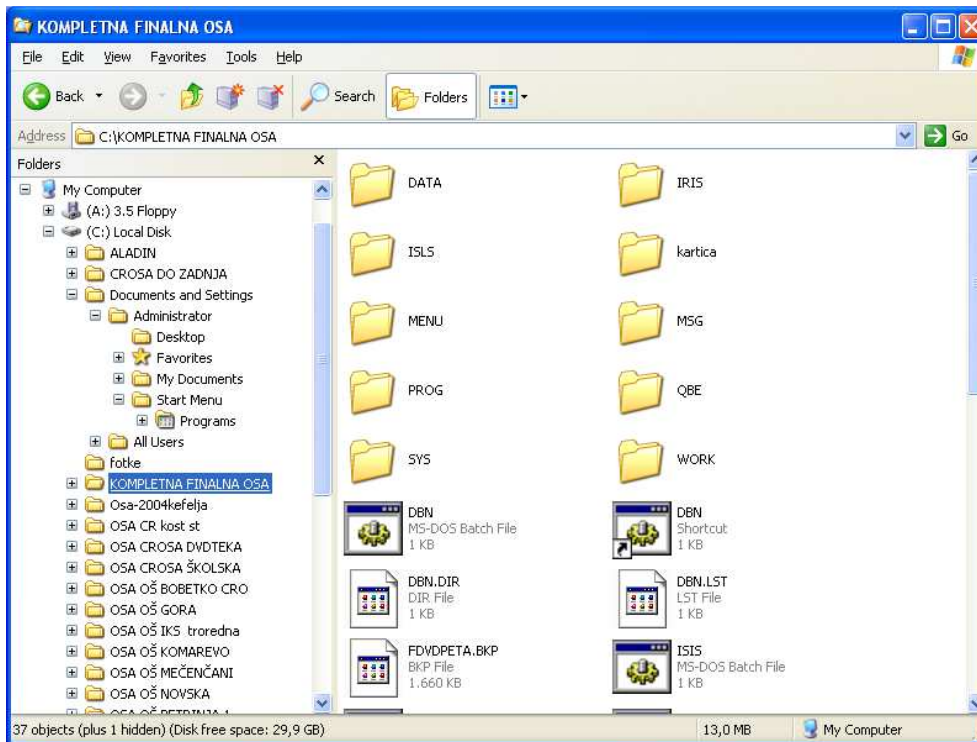 KOMPLETNA FINALNA OSA
File Edit View Favorites Tools Help
Back Search Folders
Address C:\KOMPLETNA FINALNA OSA Go
Folders
My Computer
(A:) 3.5 Floppy
(C:) Local Disk
ALADIN
CROSA DO ZADNJA
Documents and Settings
Administrator
Desktop
Favorites
My Documents
Start Menu
Programs
All Users
fotke
KOMPLETNA FINALNA OSA
Osa-2004kefelja
OSA CR kost st
OSA CROSA DVDTEKA
OSA CROSA ŠKOLSKA
OSA OŠ BOBETKO CRO
OSA OŠ GORA
OSA OŠ IKS troredna
OSA OŠ KOMAREVO
OSA OŠ MEČENČANI
OSA OŠ NOVSKA
OSA OŠ PETRINJA 1
DATA
IRIS
ISLS
kartica
MENU
MSG
PROG
QBE
SYS
WORK
DBN
MS-DOS Batch File
1 KB
DBN
Shortcut
1 KB
DBN.DIR
DIR File
1 KB
DBN.LST
LST File
1 KB
FDVDPETA.BKP
BKP File
1.660 KB
ISIS
MS-DOS Batch File
1 KB
37 objects (plus 1 hidden) (Disk free space: 29,9 GB) 13,0 MB My Computer